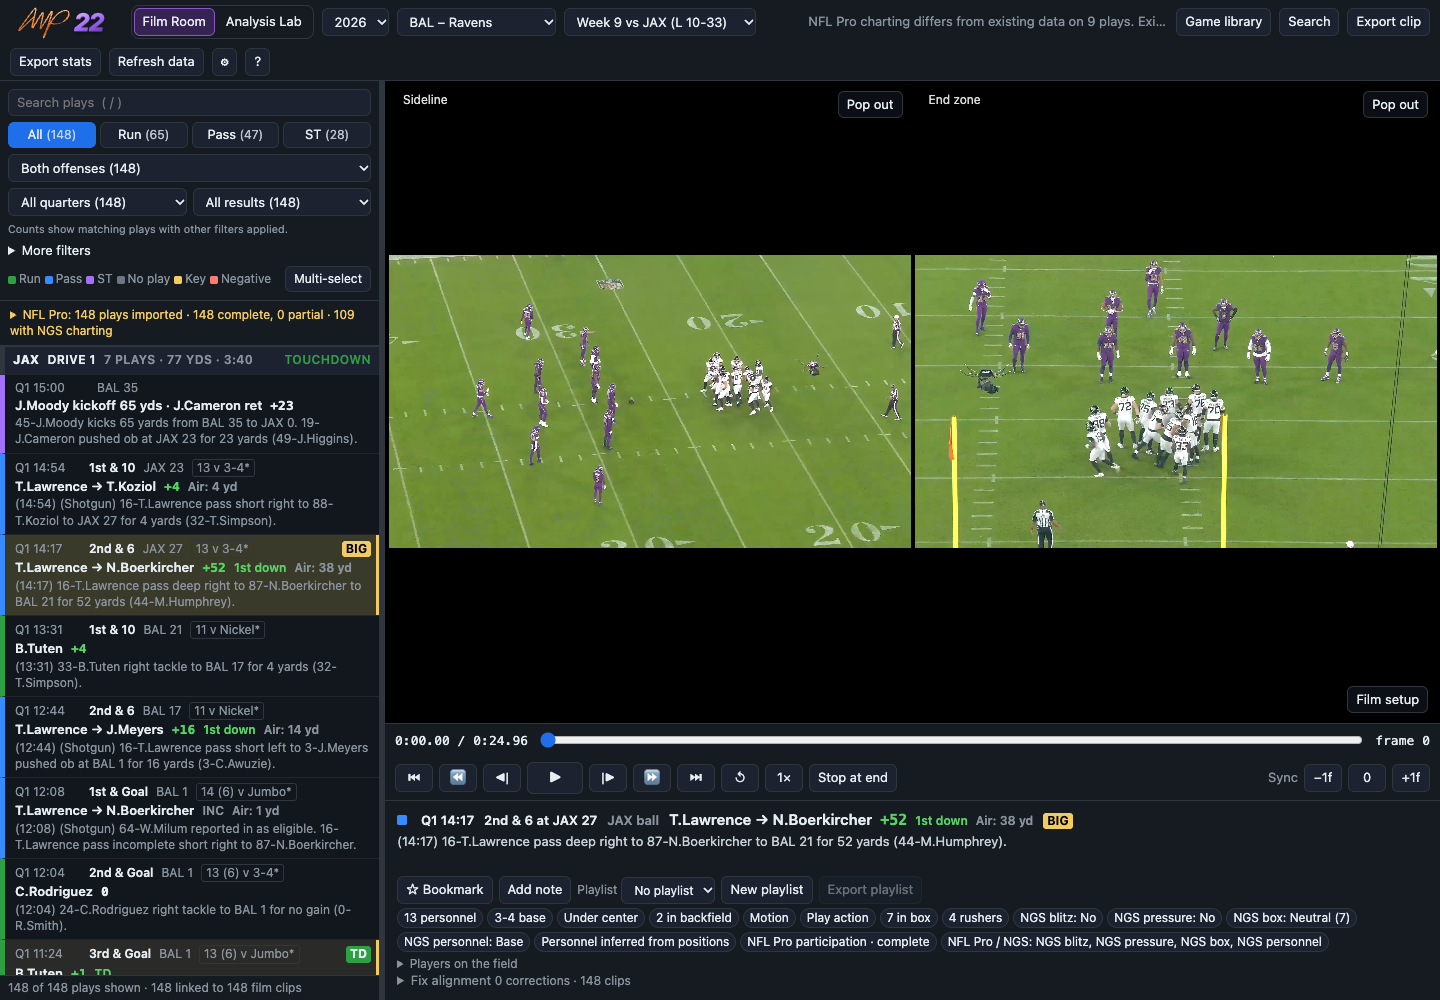 MP 22
Film Room
Analysis Lab
2026
BAL – Ravens
Week 9 vs JAX (L 10-33)
NFL Pro charting differs from existing data on 9 plays. Exi...
Game library
Search
Export clip
Export stats
Refresh data
?
Search plays ( / )
All (148)
Run (65)
Pass (47)
ST (28)
Both offenses (148)
All quarters (148)
All results (148)
Counts show matching plays with other filters applied.
More filters
Run Pass ST No play Key Negative
Multi-select
NFL Pro: 148 plays imported · 148 complete, 0 partial · 109
with NGS charting
JAX DRIVE 1 7 PLAYS · 77 YDS · 3:40 TOUCHDOWN
Q1 15:00 BAL 35
J.Moody kickoff 65 yds · J.Cameron ret +23
45-J.Moody kicks 65 yards from BAL 35 to JAX 0. 19-
J.Cameron pushed ob at JAX 23 for 23 yards (49-J.Higgins).
Q1 14:54 1st & 10 JAX 23 13 v 3-4*
T.Lawrence → T.Koziol +4 Air: 4 yd
(14:54) (Shotgun) 16-T.Lawrence pass short right to 88-
T.Koziol to JAX 27 for 4 yards (32-T.Simpson).
Q1 14:17 2nd & 6 JAX 27 13 v 3-4* BIG
T.Lawrence → N.Boerkircher +52 1st down Air: 38 yd
(14:17) 16-T.Lawrence pass deep right to 87-N.Boerkircher to
BAL 21 for 52 yards (44-M.Humphrey).
Q1 13:31 1st & 10 BAL 21 11 v Nickel*
B.Tuten +4
(13:31) 33-B.Tuten right tackle to BAL 17 for 4 yards (32-
T.Simpson).
Q1 12:44 2nd & 6 BAL 17 11 v Nickel*
T.Lawrence → J.Meyers +16 1st down Air: 14 yd
(12:44) (Shotgun) 16-T.Lawrence pass short left to 3-J.Meyers
pushed ob at BAL 1 for 16 yards (3-C.Awuzie).
Q1 12:08 1st & Goal BAL 1 14 (6) v Jumbo*
T.Lawrence → N.Boerkircher INC Air: 1 yd
(12:08) (Shotgun) 64-W.Milum reported in as eligible. 16-
T.Lawrence pass incomplete short right to 87-N.Boerkircher.
Q1 12:04 2nd & Goal BAL 1 13 (6) v 3-4*
C.Rodriguez 0
(12:04) 24-C.Rodriguez right tackle to BAL 1 for no gain (0-
R.Smith).
Q1 11:24 3rd & Goal BAL 1 13 (6) v Jumbo* TD
B.Tuten +1 TD
148 of 148 plays shown · 148 linked to 148 film clips
Sideline
Pop out
End zone
Pop out
Film setup
0:00.00 / 0:24.96
frame 0
1×
Stop at end
Sync
−1f
0
+1f
Q1 14:17 2nd & 6 at JAX 27 JAX ball T.Lawrence → N.Boerkircher +52 1st down Air: 38 yd BIG
(14:17) 16-T.Lawrence pass deep right to 87-N.Boerkircher to BAL 21 for 52 yards (44-M.Humphrey).
☆ Bookmark
Add note
Playlist
No playlist
New playlist
Export playlist
13 personnel
3-4 base
Under center
2 in backfield
Motion
Play action
7 in box
4 rushers
NGS blitz: No
NGS pressure: No
NGS box: Neutral (7)
NGS personnel: Base
Personnel inferred from positions
NFL Pro participation · complete
NFL Pro / NGS: NGS blitz, NGS pressure, NGS box, NGS personnel
Players on the field
Fix alignment 0 corrections · 148 clips